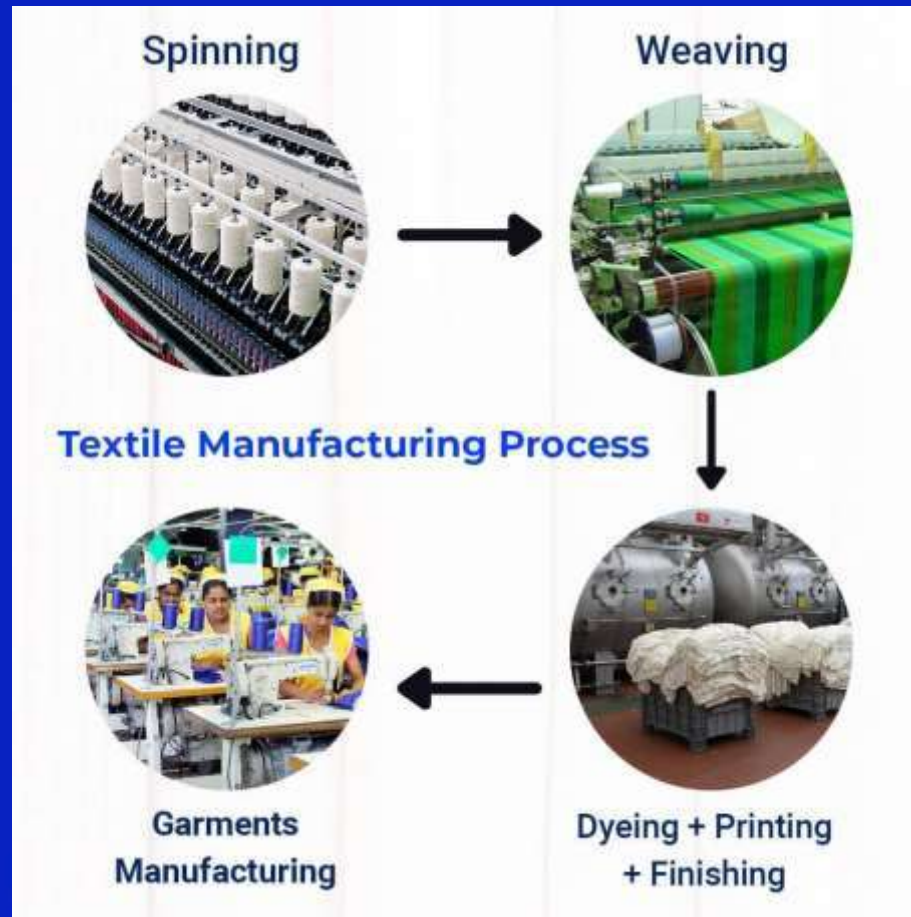 Spinning
Weaving
Textile Manufacturing Process
Garments
Manufacturing
Dyeing + Printing
+ Finishing